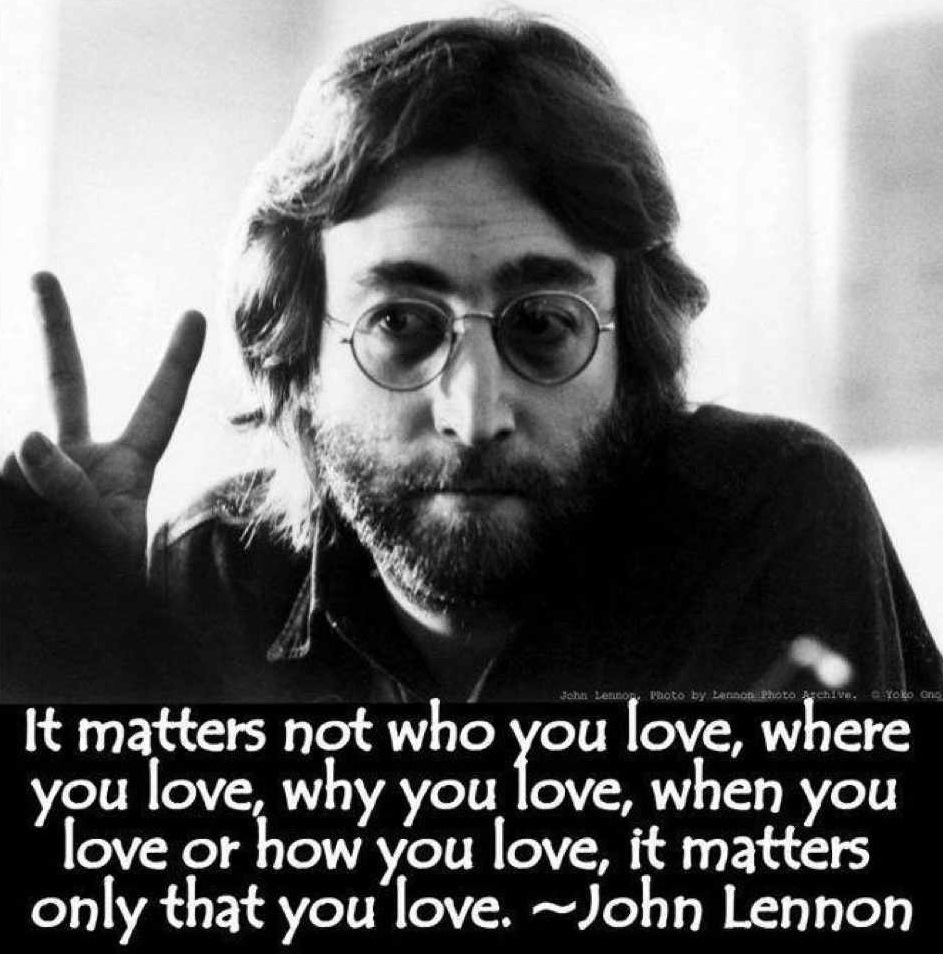 John Lennon. Photo by Lennon Photo Archive. © Yoko Ono
It matters not who you love, where
you love, why you love, when you
love or how you love, it matters
only that you love. ~John Lennon